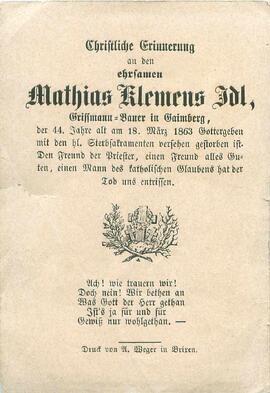 Christliche Erinnerung
an den
ehrsamen
Mathias Klemens Idl,
Grissmann-Bauer in Gaimberg,
der 44. Jahre alt am 18. März 1863 Gottergeben
mit den hl. Sterbsakramenten versehen gestorben ist.
Den Freund der Priester, einen Freund alles Gu-
ten, einen Mann des katholischen Glaubens hat der
Tod uns entrissen.
Ach! wie trauern wir!
Doch nein! Wir bethen an
Was Gott der Herr gethan
Ist's ja für und für
Gewiß nur wohlgethan. —
Druck von A. Weger in Brixen.